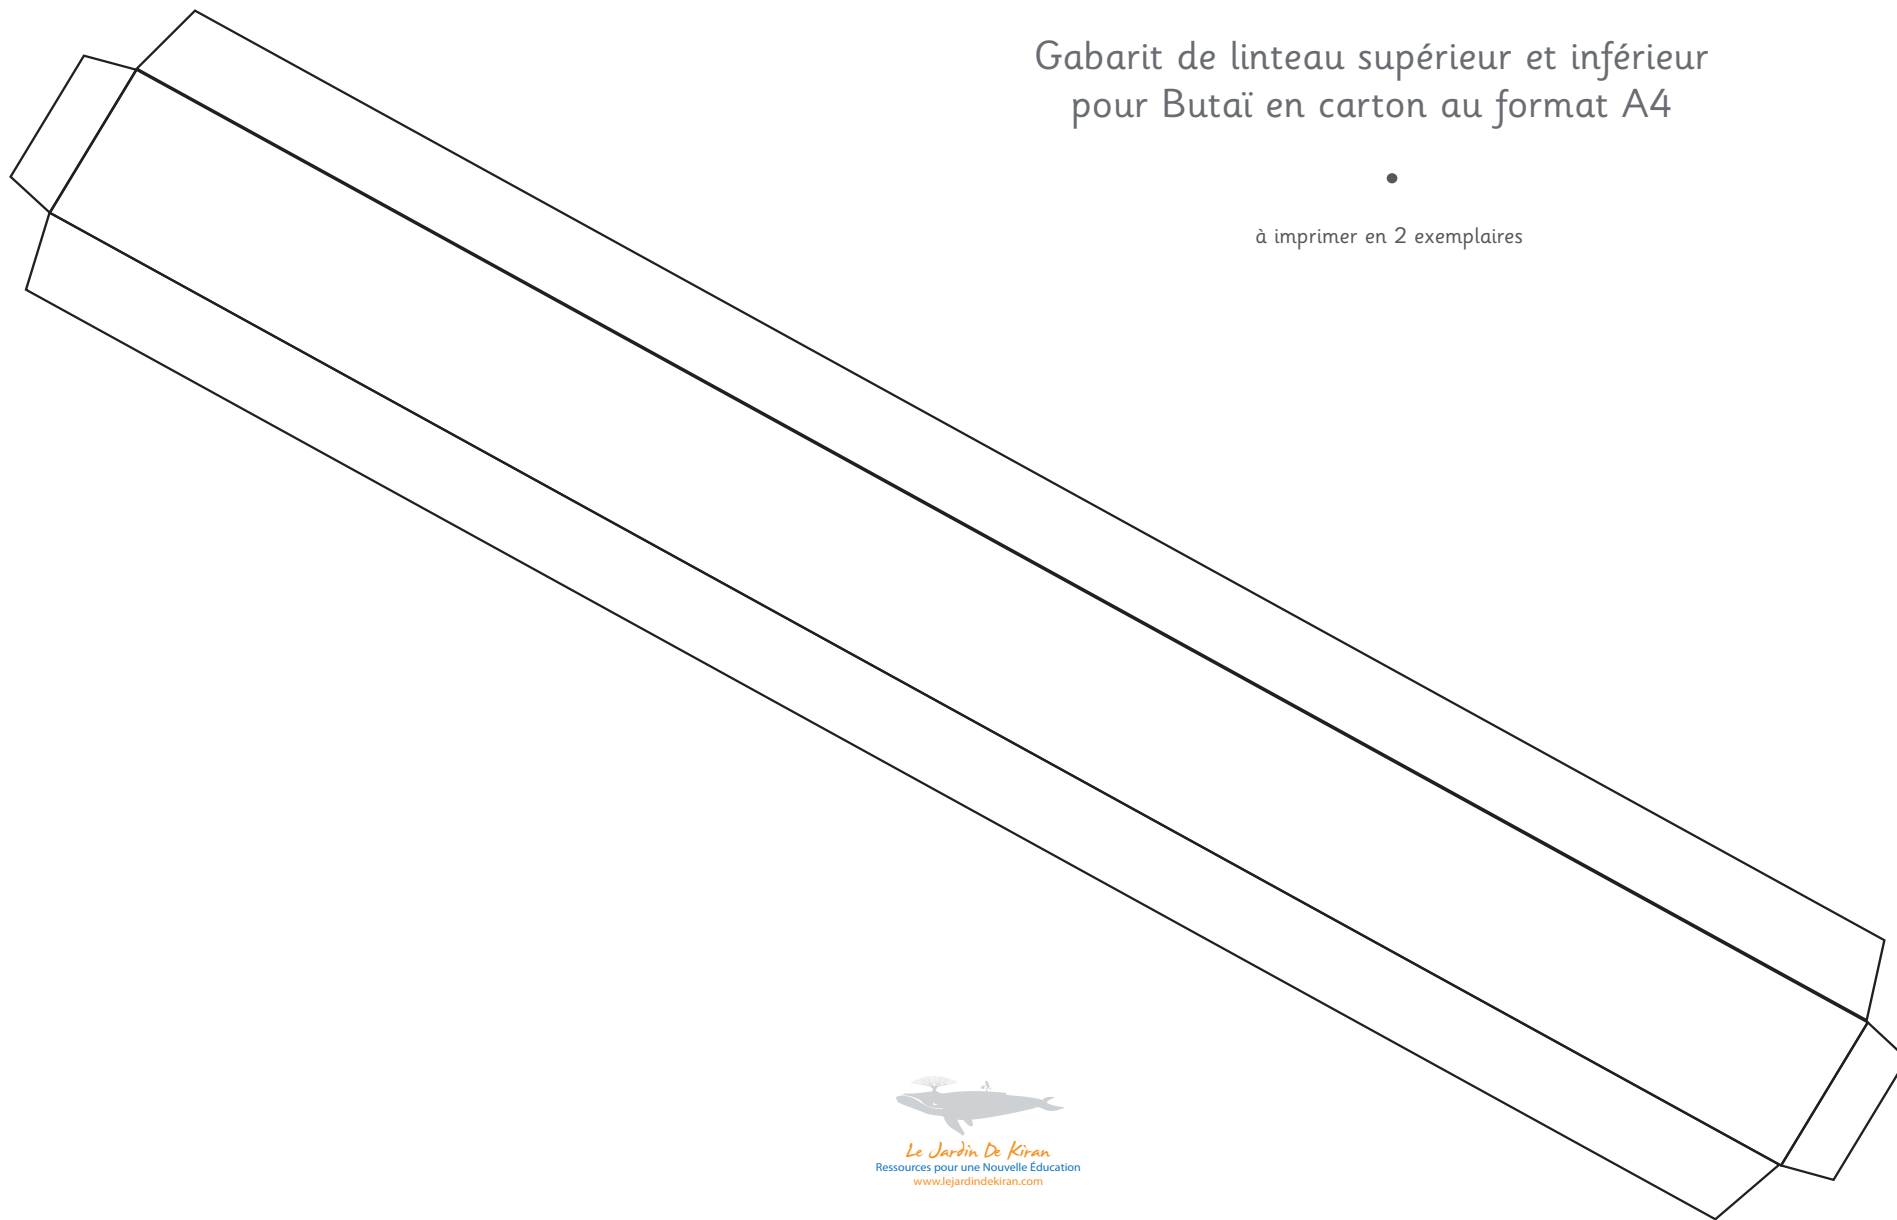 Gabarit de linteau supérieur et inférieur
pour Butaï en carton au format A4
•
à imprimer en 2 exemplaires
Le Jardin De Kiran
Ressources pour une Nouvelle Éducation
www.lejardindekiran.com